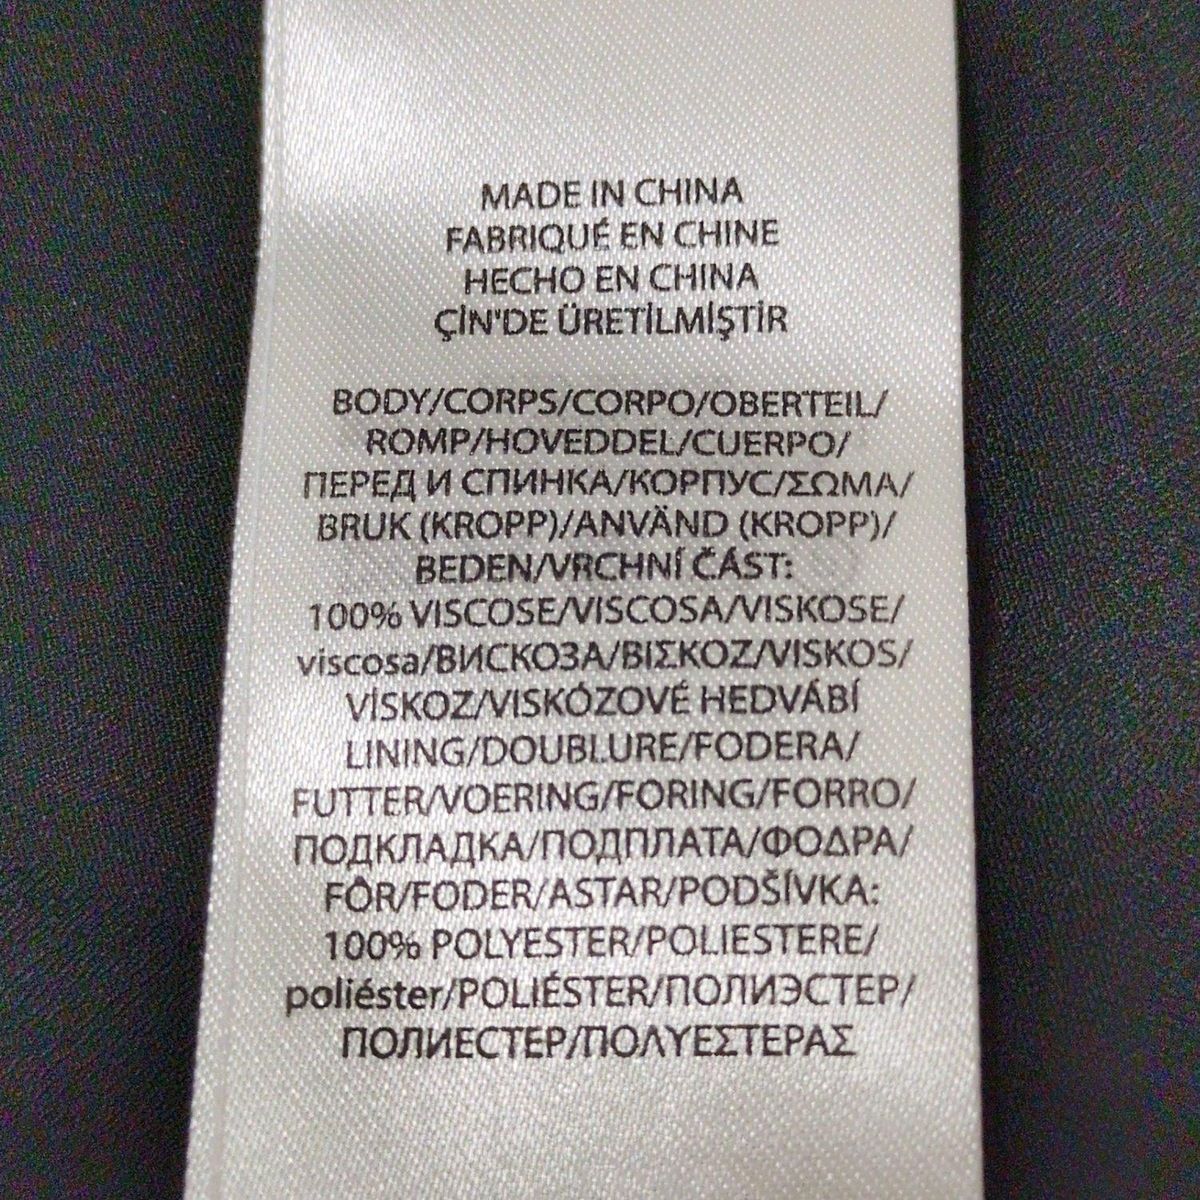 MADE IN CHINA
FABRIQUÉ EN CHINE
HECHO EN CHINA
ÇİN'DE ÜRETİLMİŞTİR
BODY/CORPS/CORPO/OBERTEIL/
ROMP/HOVEDDEL/CUERPO/
ПЕРЕД И СПИНКА/КОРПУС/ΣΩΜΑ/
BRUK (KROPP)/ANVÄND (KROPP)/
BEDEN/VRCHNÍ ČÁST:
100% VISCOSE/VISCOSA/VISKOSE/
viscosa/ВИСКОЗА/ΒΙΣΚΟΖ/VISKOS/
VİSKOZ/VISKÓZOVÉ HEDVÁBÍ
LINING/DOUBLURE/FODERA/
FUTTER/VOERING/FORING/FORRO/
ПОДКЛАДКА/ПОДПЛАТА/ΦΟΔΡΑ/
FÔR/FODER/ASTAR/PODŠÍVKA:
100% POLYESTER/POLIESTERE/
poliéster/POLIÉSTER/ПОЛИЭСТЕР/
ПОЛИЕСТЕР/ΠΟΛΥΕΣΤΕΡΑΣ